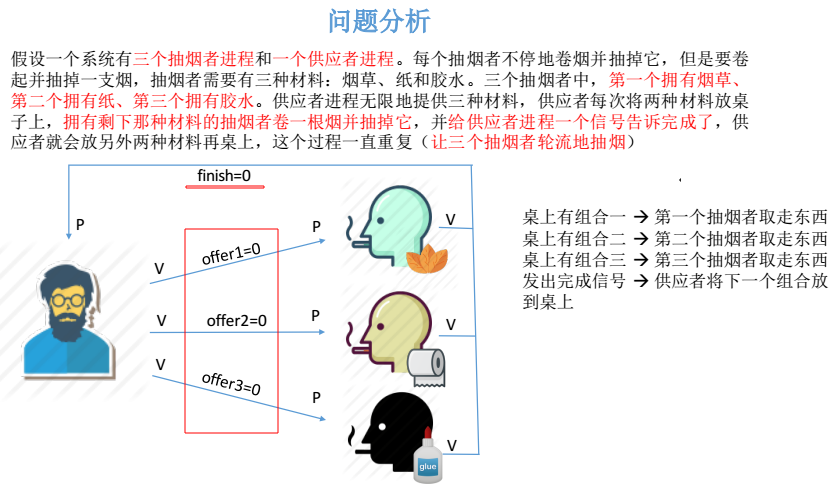 问题分析
假设一个系统有三个抽烟者进程和一个供应者进程。每个抽烟者不停地卷烟并抽掉它，但是要卷
起并抽掉一支烟，抽烟者需要有三种材料：烟草、纸和胶水。三个抽烟者中，第一个拥有烟草、
第二个拥有纸、第三个拥有胶水。供应者进程无限地提供三种材料，供应者每次将两种材料放桌
子上，拥有剩下那种材料的抽烟者卷一根烟并抽掉它，并给供应者进程一个信号告诉完成了，供
应者就会放另外两种材料再桌上，这个过程一直重复（让三个抽烟者轮流地抽烟）
finish=0
P
V
offer1=0
P
V
V
offer2=0
P
V
V
offer3=0
P
V
glue
桌上有组合一 → 第一个抽烟者取走东西
桌上有组合二 → 第二个抽烟者取走东西
桌上有组合三 → 第三个抽烟者取走东西
发出完成信号 → 供应者将下一个组合放
到桌上